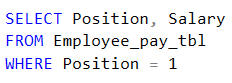 SELECT Position, Salary
FROM Employee_pay_tbl
WHERE Position = 1